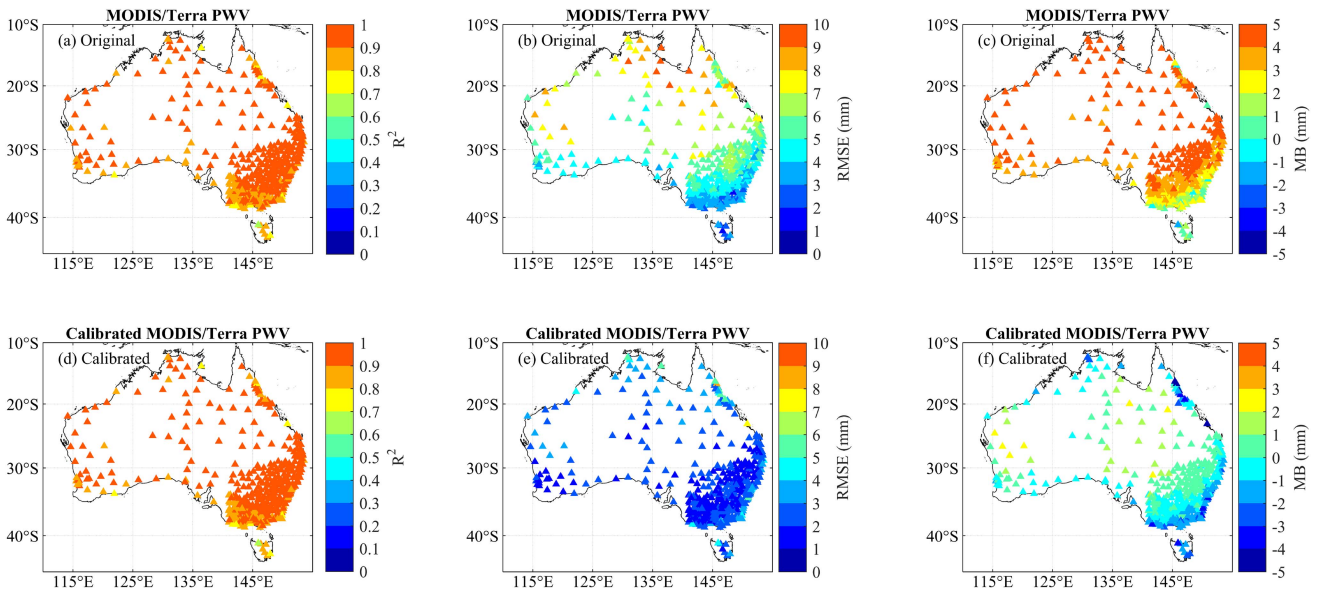 MODIS/Terra PWV
(a) Original
10°S
20°S
30°S
40°S
115°E 125°E 135°E 145°E
1
0.9
0.8
0.7
0.6
0.5
0.4
0.3
0.2
0.1
0
R²
MODIS/Terra PWV
(b) Original
10°S
20°S
30°S
40°S
115°E 125°E 135°E 145°E
10
9
8
7
6
5
4
3
2
1
0
RMSE (mm)
MODIS/Terra PWV
(c) Original
10°S
20°S
30°S
40°S
115°E 125°E 135°E 145°E
5
4
3
2
1
0
-1
-2
-3
-4
-5
MB (mm)
Calibrated MODIS/Terra PWV
(d) Calibrated
10°S
20°S
30°S
40°S
115°E 125°E 135°E 145°E
1
0.9
0.8
0.7
0.6
0.5
0.4
0.3
0.2
0.1
0
R²
Calibrated MODIS/Terra PWV
(e) Calibrated
10°S
20°S
30°S
40°S
115°E 125°E 135°E 145°E
10
9
8
7
6
5
4
3
2
1
0
RMSE (mm)
Calibrated MODIS/Terra PWV
(f) Calibrated
10°S
20°S
30°S
40°S
115°E 125°E 135°E 145°E
5
4
3
2
1
0
-1
-2
-3
-4
-5
MB (mm)